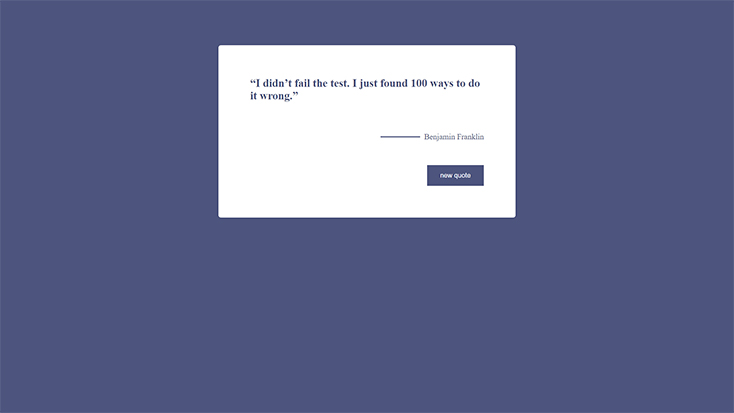 “I didn’t fail the test. I just found 100 ways to do
it wrong.”
Benjamin Franklin
new quote